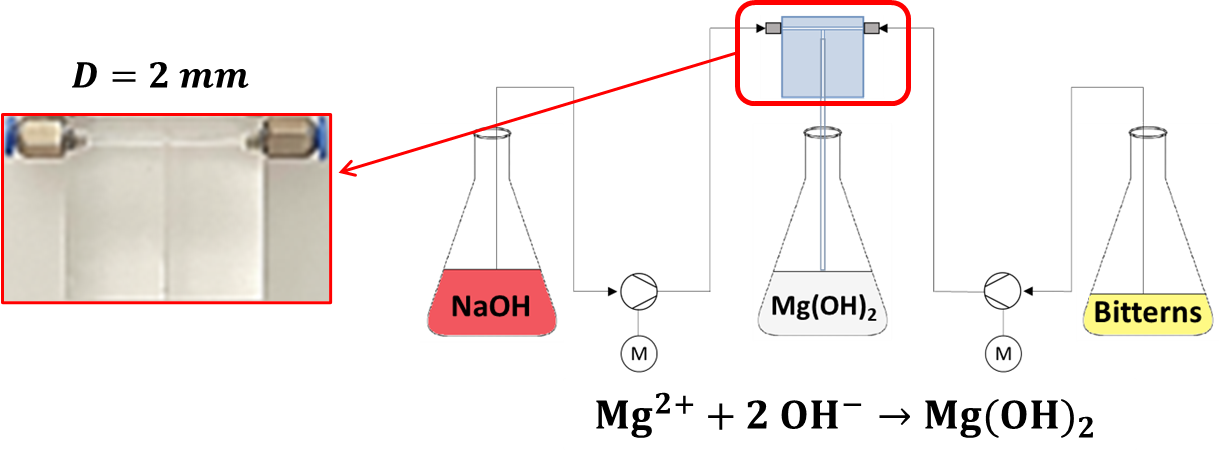 D = 2 mm
NaOH
Mg(OH)₂
Bitterns
M
M
Mg²⁺ + 2 OH⁻ → Mg(OH)₂